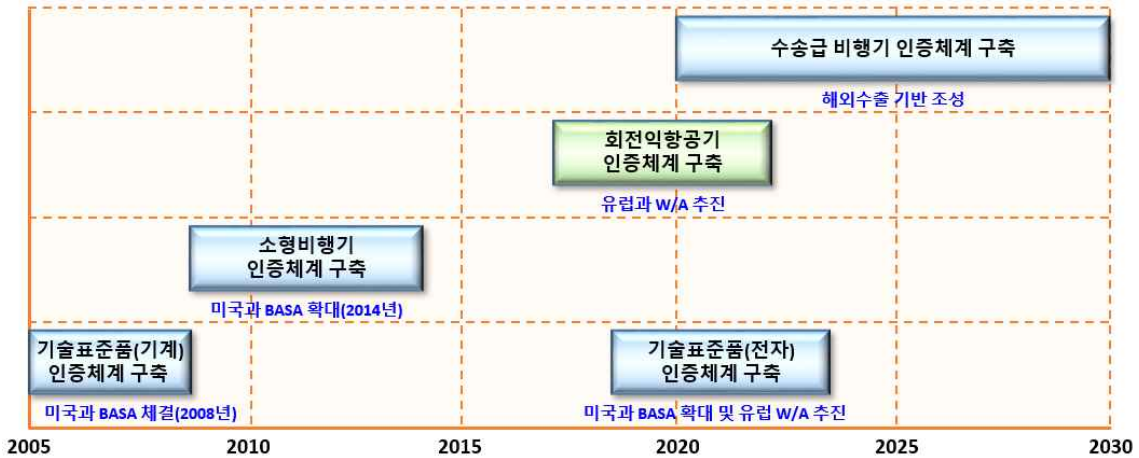 수송급 비행기 인증체계 구축
해외수출 기반 조성
회전익항공기
인증체계 구축
유럽과 W/A 추진
소형비행기
인증체계 구축
미국과 BASA 확대(2014년)
기술표준품(기계)
인증체계 구축
미국과 BASA 체결(2008년)
기술표준품(전자)
인증체계 구축
미국과 BASA 확대 및 유럽 W/A 추진
2005 2010 2015 2020 2025 2030